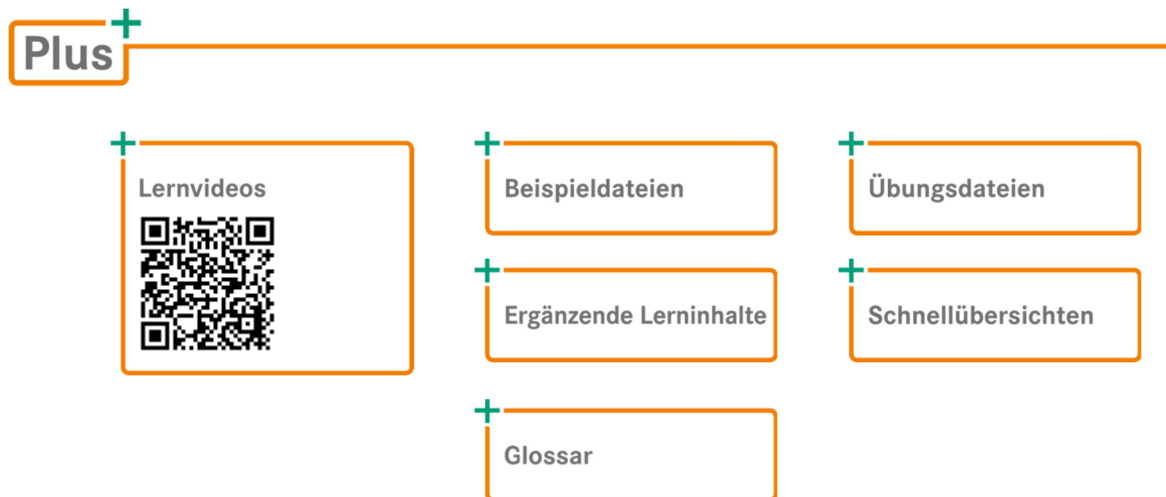 Plus
Lernvideos
Beispieldateien
Übungsdateien
Ergänzende Lerninhalte
Schnellübersichten
Glossar